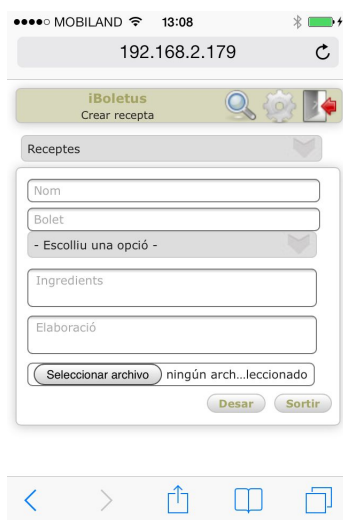 MOBILAND 13:08
192.168.2.179
iBoletus
Crear recepta
Receptes
Nom
Bolet
- Escolliu una opció -
Ingredients
Elaboració
Seleccionar archivo ningún arch...leccionado
Desar Sortir